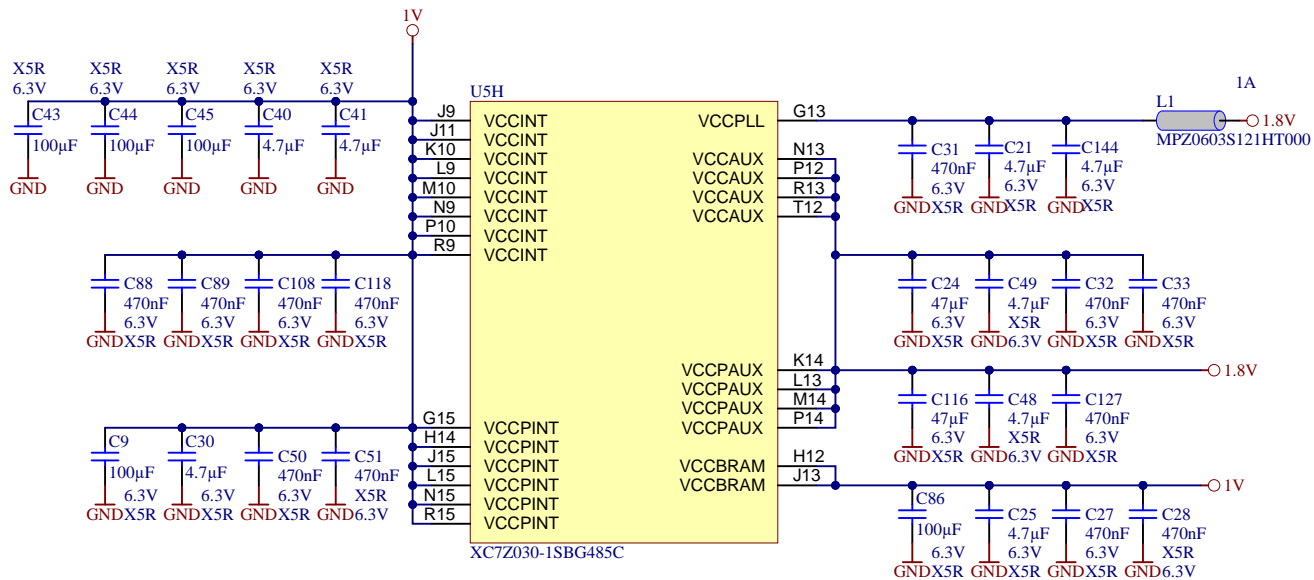 1V
X5R X5R X5R X5R X5R
6.3V 6.3V 6.3V 6.3V 6.3V
C43 C44 C45 C40 C41
100µF 100µF 100µF 4.7µF 4.7µF
GND GND GND GND GND
C88 C89 C108 C118
470nF 470nF 470nF 470nF
6.3V 6.3V 6.3V 6.3V
GND X5R GND X5R GND X5R GND X5R
C9 C30 C50 C51
100µF 4.7µF 470nF 470nF
6.3V 6.3V 6.3V X5R
GND X5R GND X5R GND X5R GND 6.3V
U5H
J9 VCCINT
J11 VCCINT
K10 VCCINT
L9 VCCINT
M10 VCCINT
N9 VCCINT
P10 VCCINT
R9 VCCINT
G15 VCCPINT
H14 VCCPINT
J15 VCCPINT
L15 VCCPINT
N15 VCCPINT
R15 VCCPINT
VCCPLL G13
VCCAUX N13
VCCAUX P12
VCCAUX R13
VCCAUX T12
VCCPAUX K14
VCCPAUX L13
VCCPAUX M14
VCCPAUX P14
VCCBRAM H12
VCCBRAM J13
XC7Z030-1SBG485C
1A
L1
1.8V
MPZ0603S121HT000
C31 C21 C144
470nF 4.7µF 4.7µF
6.3V 6.3V 6.3V
GND X5R GND X5R GND X5R
C24 C49 C32 C33
47µF 4.7µF 470nF 470nF
6.3V X5R 6.3V 6.3V
GND X5R GND 6.3V GND X5R GND X5R
1.8V
C116 C48 C127
47µF 4.7µF 470nF
6.3V X5R 6.3V
GND X5R GND 6.3V GND X5R
1V
C86 C25 C27 C28
100µF 4.7µF 470nF 470nF
6.3V 6.3V 6.3V X5R
GND X5R GND X5R GND X5R GND 6.3V